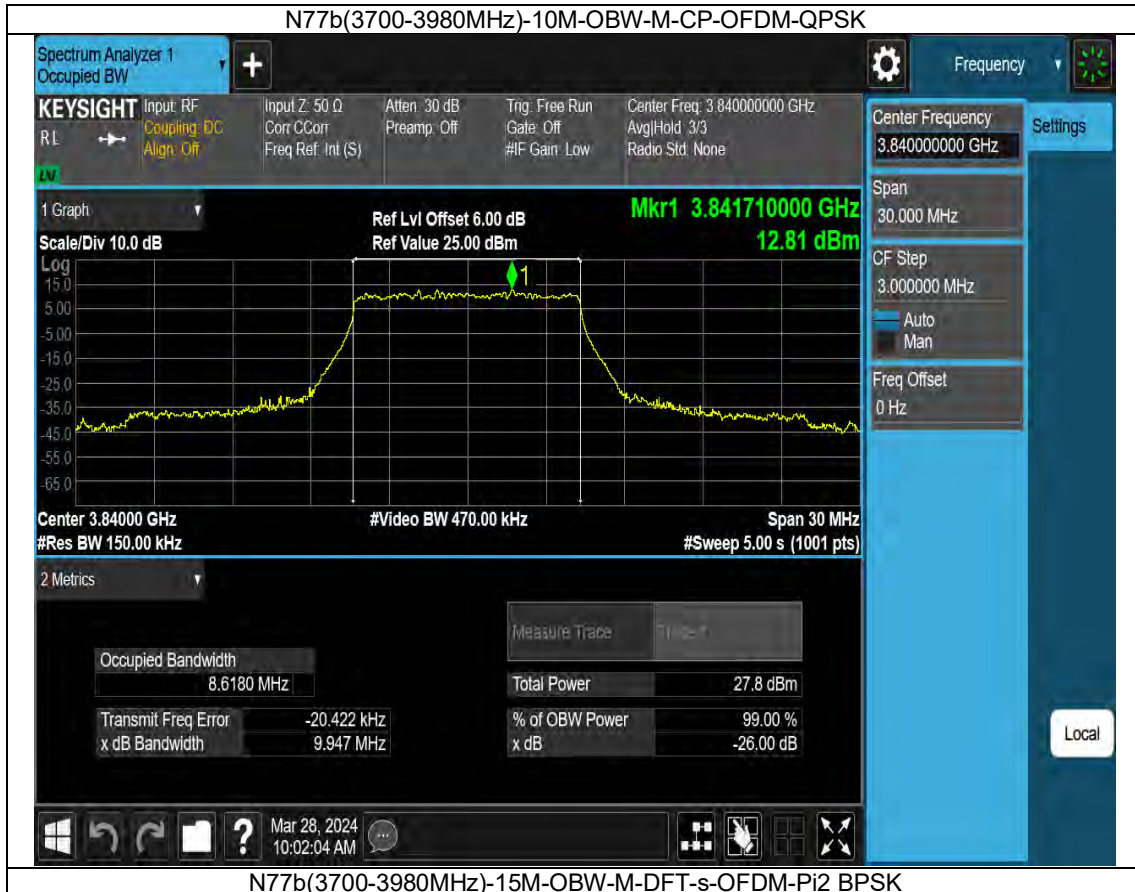 N77b(3700-3980MHz)-10M-OBW-M-CP-OFDM-QPSK
Spectrum Analyzer 1
Occupied BW
+
Frequency
KEYSIGHT
RL
Input: RF
Coupling: DC
Align: Off
Input Z: 50 Ω
Corr CCorr
Freq Ref: Int (S)
Atten: 30 dB
Preamp: Off
Trig: Free Run
Gate: Off
#IF Gain: Low
Center Freq: 3.840000000 GHz
Avg|Hold: 3/3
Radio Std: None
Center Frequency
3.840000000 GHz
Settings
Span
30.000 MHz
CF Step
3.000000 MHz
Auto
Man
Freq Offset
0 Hz
Local
1 Graph
Scale/Div 10.0 dB
Ref Lvl Offset 6.00 dB
Ref Value 25.00 dBm
Mkr1 3.841710000 GHz
12.81 dBm
Log
15.0
5.00
-5.00
-15.0
-25.0
-35.0
-45.0
-55.0
-65.0
1
Center 3.84000 GHz
#Res BW 150.00 kHz
#Video BW 470.00 kHz
Span 30 MHz
#Sweep 5.00 s (1001 pts)
2 Metrics
Measure Trace
Occupied Bandwidth
8.6180 MHz
Total Power 27.8 dBm
Transmit Freq Error -20.422 kHz
% of OBW Power 99.00 %
x dB Bandwidth 9.947 MHz
x dB -26.00 dB
?
Mar 28, 2024
10:02:04 AM
N77b(3700-3980MHz)-15M-OBW-M-DFT-s-OFDM-Pi2 BPSK